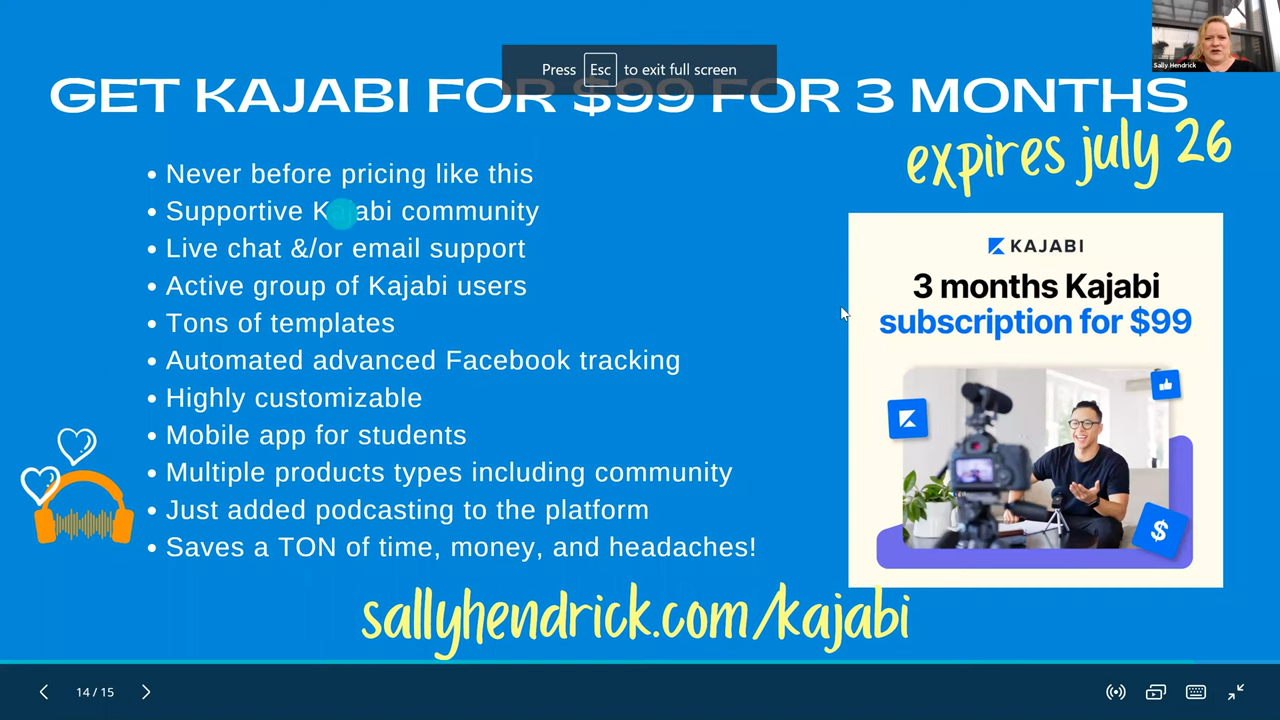 Sally Hendrick
Press Esc to exit full screen
GET KAJABI FOR $99 FOR 3 MONTHS
expires july 26
• Never before pricing like this
• Supportive Kajabi community
• Live chat &/or email support
• Active group of Kajabi users
• Tons of templates
• Automated advanced Facebook tracking
• Highly customizable
• Mobile app for students
• Multiple products types including community
• Just added podcasting to the platform
• Saves a TON of time, money, and headaches!
KAJABI
3 months Kajabi
subscription for $99
$
sallyhendrick.com/kajabi
14 / 15